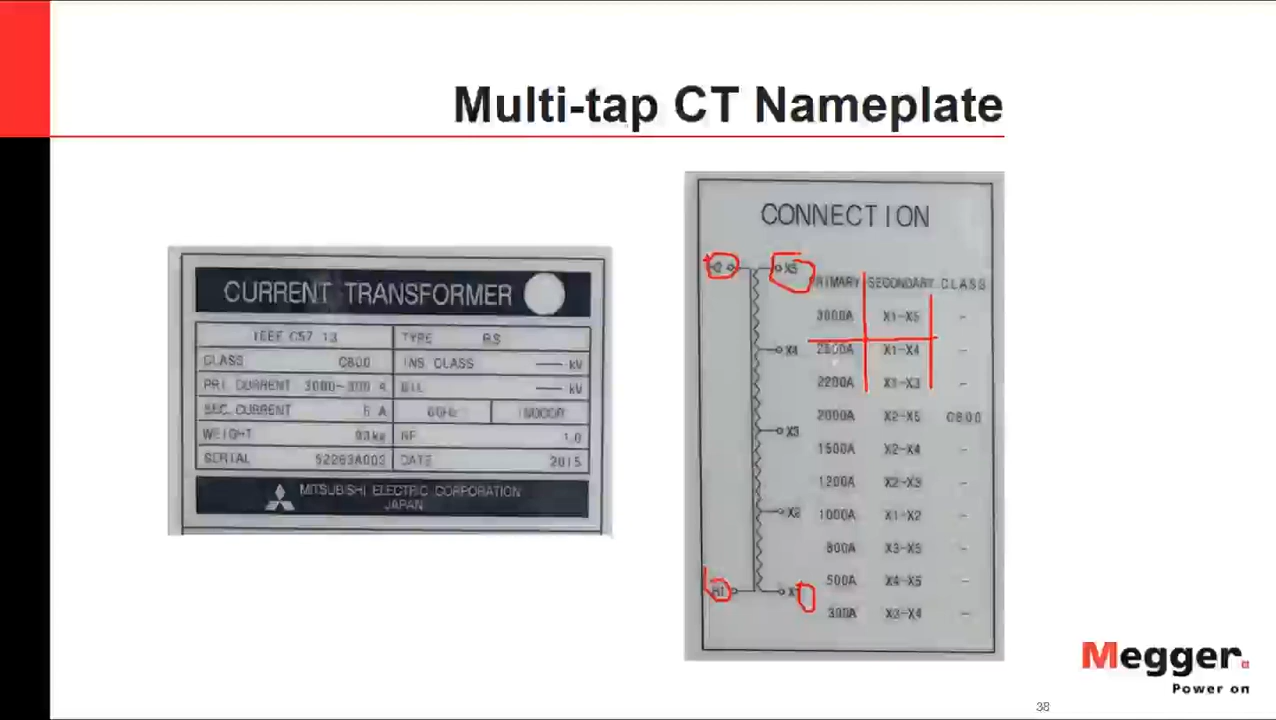 Multi-tap CT Nameplate
CURRENT TRANSFORMER
IEEE C57 13 TYPE BS
CLASS C800 INS CLASS kV
PRI. CURRENT 3000-300 A BIL kV
SEC. CURRENT 5 A 60Hz INDOOR
WEIGHT 93kg RF 1.0
SERIAL DATE 2015
MITSUBISHI ELECTRIC CORPORATION
JAPAN
CONNECTION
H2 X5
PRIMARY SECONDARY CLASS
3000A X1-X5 -
X4 2500A X1-X4 -
2200A X1-X3 -
2000A X2-X5 C800
X3
1500A X2-X4 -
1200A X2-X3 -
X2 1000A X1-X2 -
800A X3-X5 -
500A X4-X5 -
H1 X1
300A X3-X4 -
Megger
Power on
38